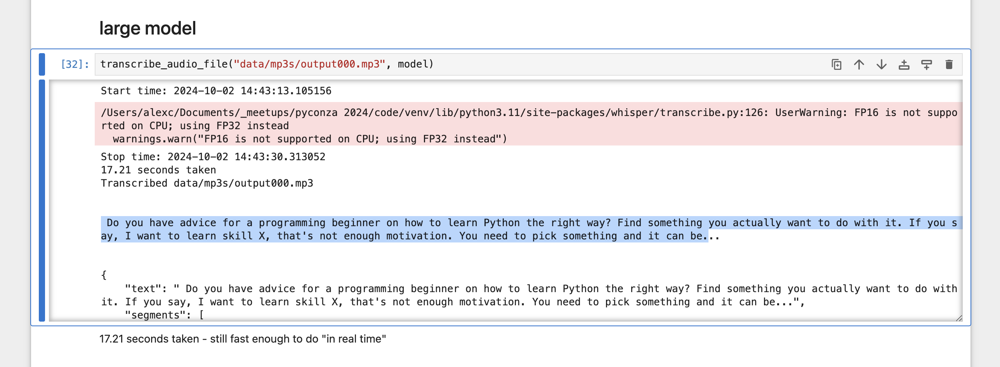 large model
[32]: transcribe_audio_file("data/mp3s/output000.mp3", model)
Start time: 2024-10-02 14:43:13.105156
/Users/alexc/Documents/_meetups/pyconza 2024/code/venv/lib/python3.11/site-packages/whisper/transcribe.py:126: UserWarning: FP16 is not suppo
rted on CPU; using FP32 instead
  warnings.warn("FP16 is not supported on CPU; using FP32 instead")
Stop time: 2024-10-02 14:43:30.313052
17.21 seconds taken
Transcribed data/mp3s/output000.mp3
 Do you have advice for a programming beginner on how to learn Python the right way? Find something you actually want to do with it. If you s
ay, I want to learn skill X, that's not enough motivation. You need to pick something and it can be...
{
    "text": " Do you have advice for a programming beginner on how to learn Python the right way? Find something you actually want to do with
it. If you say, I want to learn skill X, that's not enough motivation. You need to pick something and it can be...",
    "segments": [
17.21 seconds taken - still fast enough to do "in real time"